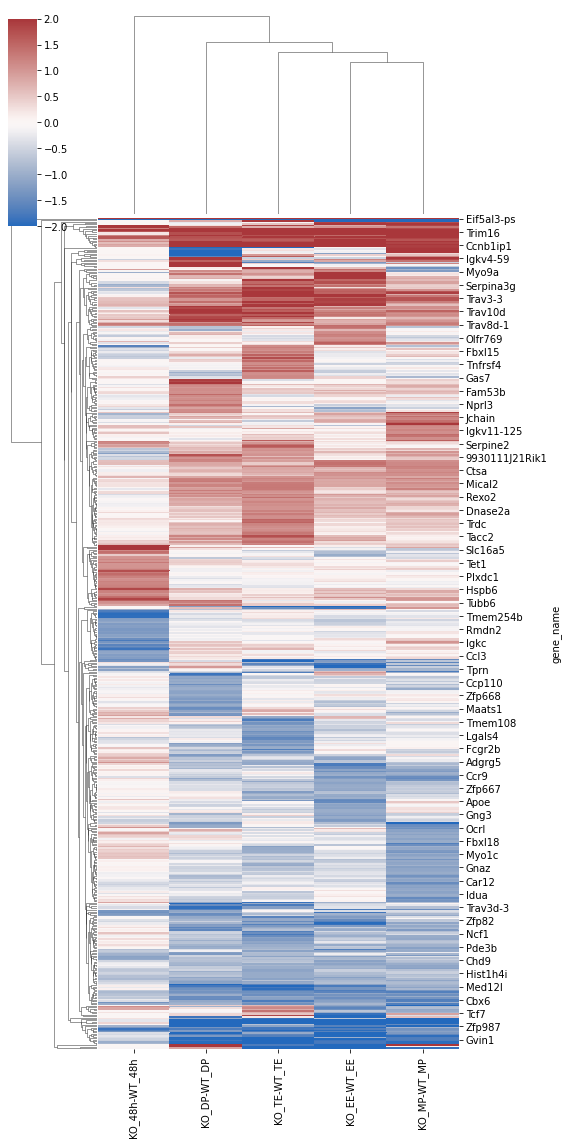 2.0
1.5
1.0
0.5
0.0
−0.5
−1.0
−1.5
−2.0
Eif5al3-ps
Trim16
Ccnb1ip1
Igkv4-59
Myo9a
Serpina3g
Trav3-3
Trav10d
Trav8d-1
Olfr769
Fbxl15
Tnfrsf4
Gas7
Fam53b
Nprl3
Jchain
Igkv11-125
Serpine2
9930111J21Rik1
Ctsa
Mical2
Rexo2
Dnase2a
Trdc
Tacc2
Slc16a5
Tet1
Plxdc1
Hspb6
Tubb6
Tmem254b
Rmdn2
Igkc
Ccl3
Tprn
Ccp110
Zfp668
Maats1
Tmem108
Lgals4
Fcgr2b
Adgrg5
Ccr9
Zfp667
Apoe
Gng3
Ocrl
Fbxl18
Myo1c
Gnaz
Car12
Idua
Trav3d-3
Zfp82
Ncf1
Pde3b
Chd9
Hist1h4i
Med12l
Cbx6
Tcf7
Zfp987
Gvin1
gene_name
KO_48h-WT_48h
KO_DP-WT_DP
KO_TE-WT_TE
KO_EE-WT_EE
KO_MP-WT_MP